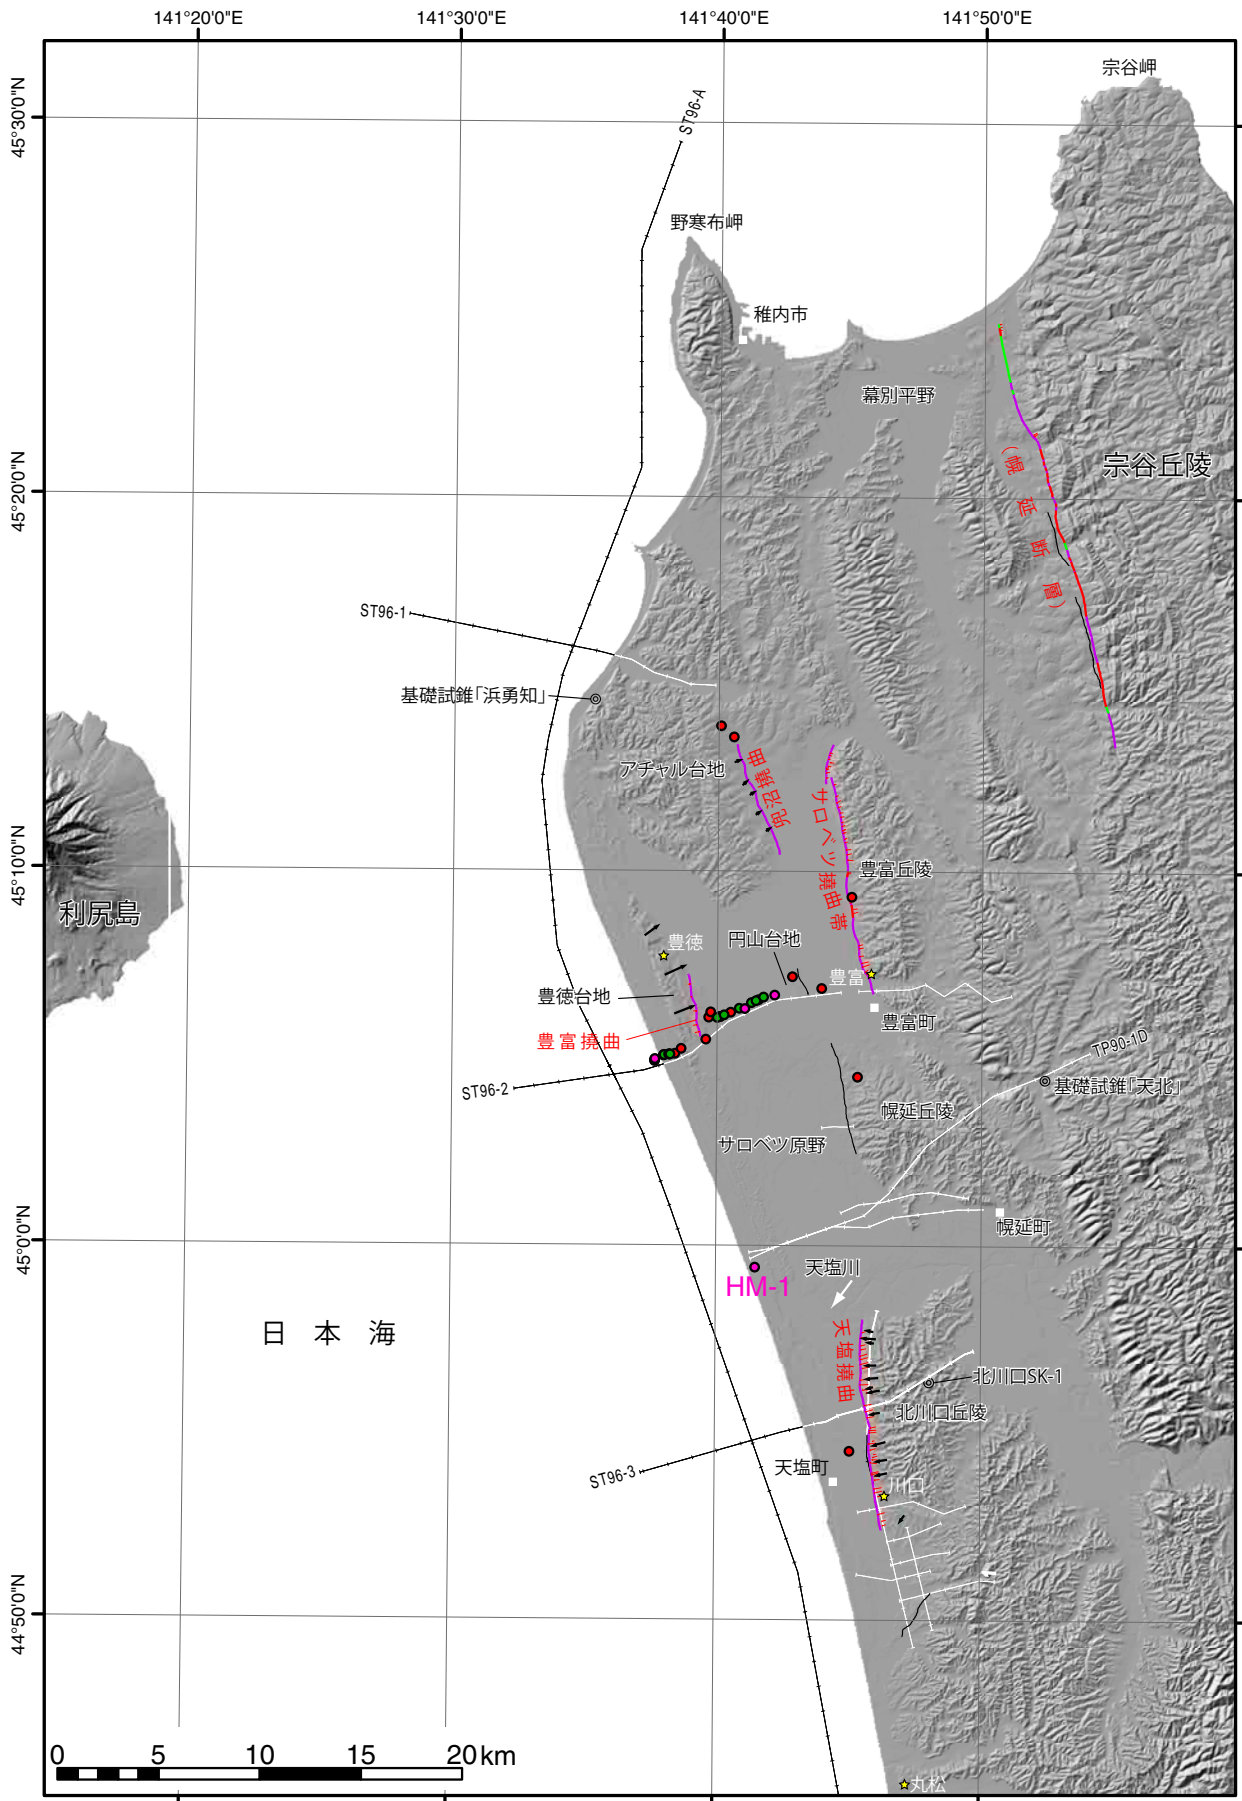 141°20'0"E
141°30'0"E
141°40'0"E
141°50'0"E
宗谷岬
45°30'0"N
ST96-A
野寒布岬
稚内市
幕別平野
(幌延断層)
宗谷丘陵
45°20'0"N
ST96-1
基礎試錐「浜勇知」
アチャル台地
兜沼撓曲
サロベツ撓曲帯
45°10'0"N
豊富丘陵
利尻島
豊徳
円山台地
豊富
豊徳台地
豊富町
豊富撓曲
ST96-2
TP90-1D
基礎試錐「天北」
幌延丘陵
サロベツ原野
幌延町
45°0'0"N
天塩川
HM-1
日本海
天塩撓曲
北川口SK-1
北川口丘陵
ST96-3
天塩町
川口
44°50'0"N
0 5 10 15 20km
丸松